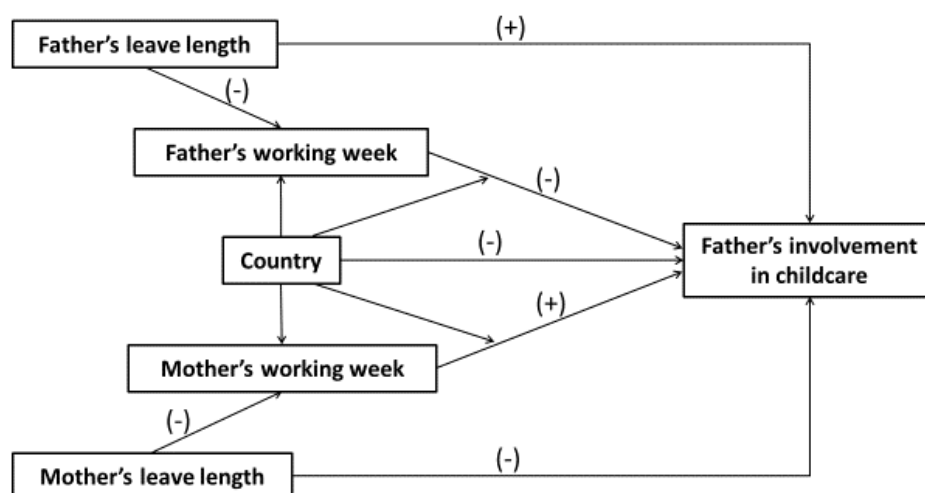 (+)
Father's leave length
(-)
Father's working week
(-)
Country
(-)
Father's involvement
in childcare
(+)
Mother's working week
(-)
Mother's leave length
(-)